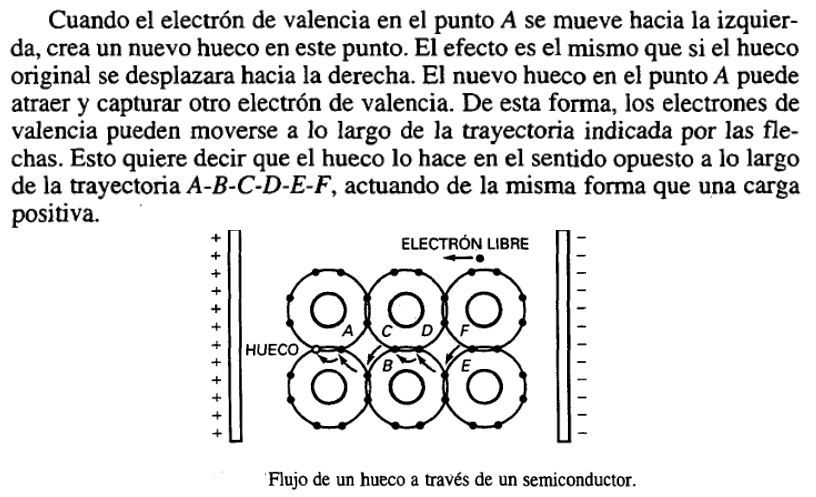 Cuando el electrón de valencia en el punto A se mueve hacia la izquier-
da, crea un nuevo hueco en este punto. El efecto es el mismo que si el hueco
original se desplazara hacia la derecha. El nuevo hueco en el punto A puede
atraer y capturar otro electrón de valencia. De esta forma, los electrones de
valencia pueden moverse a lo largo de la trayectoria indicada por las fle-
chas. Esto quiere decir que el hueco lo hace en el sentido opuesto a lo largo
de la trayectoria A-B-C-D-E-F, actuando de la misma forma que una carga
positiva.
ELECTRÓN LIBRE
A C D F
HUECO
B E
Flujo de un hueco a través de un semiconductor.